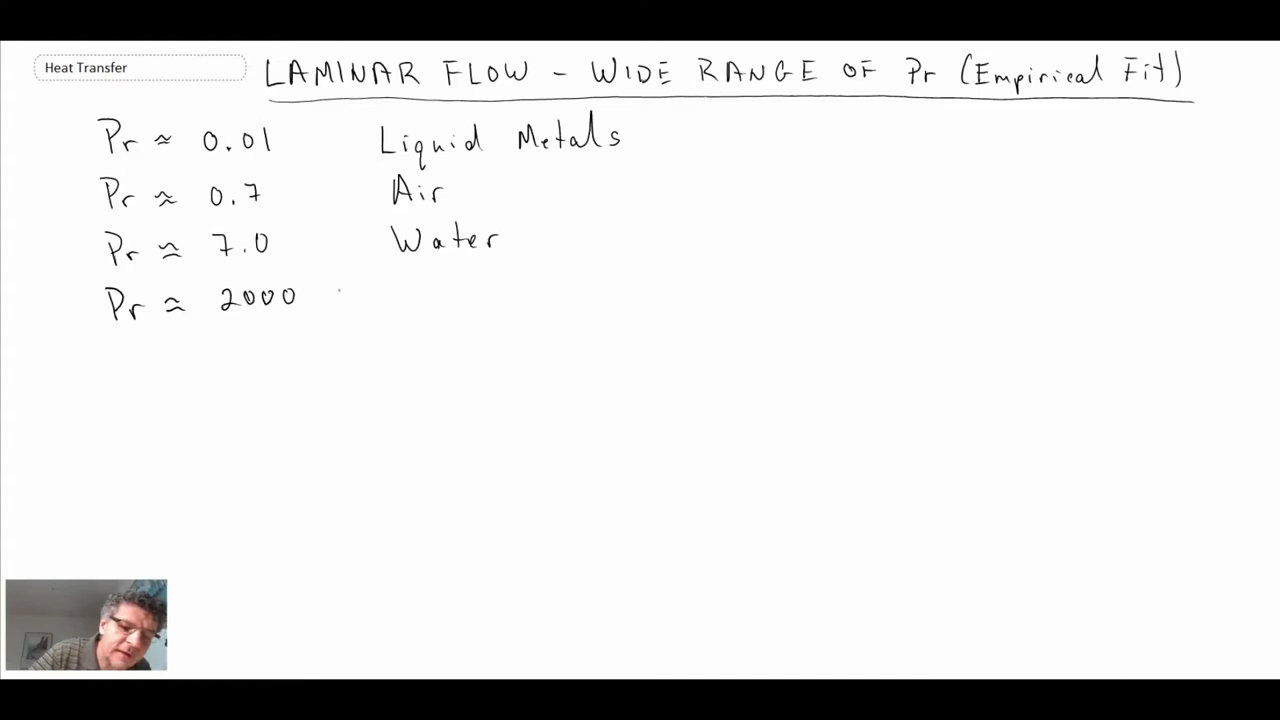 Heat Transfer
LAMINAR FLOW - WIDE RANGE OF Pr (Empirical Fit)
Pr ≈ 0.01 Liquid Metals
Pr ≈ 0.7 Air
Pr ≈ 7.0 Water
Pr ≈ 2000